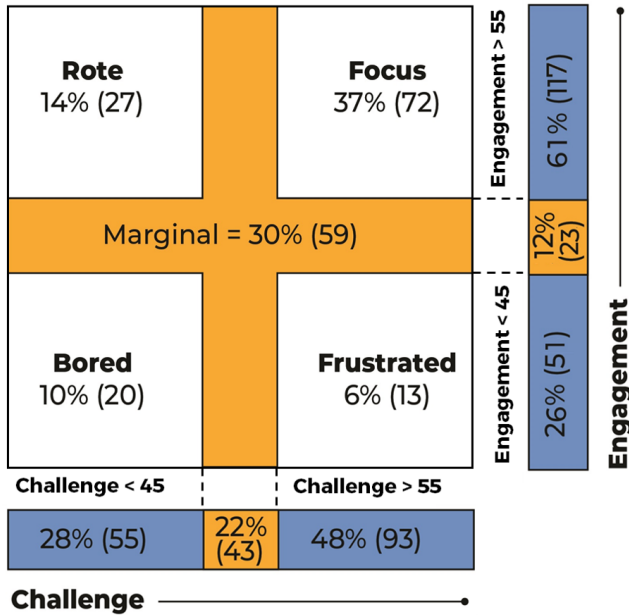 Rote
14% (27)
Focus
37% (72)
Engagement > 55
61% (117)
Marginal = 30% (59)
12%
(23)
Bored
10% (20)
Frustrated
6% (13)
Engagement < 45
26% (51)
Engagement
Challenge < 45
Challenge > 55
28% (55)
22%
(43)
48% (93)
Challenge